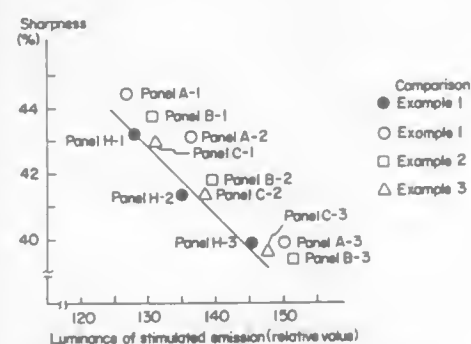 Sharpness
(%)
Panel A-1
Panel B-1
44
Panel H-1
Panel A-2
Panel C-1
42
Panel B-2
Panel H-2
Panel C-2
Panel C-3
Panel H-3
Panel A-3
Panel B-3
40
120 130 140 150
Luminance of stimulated emission (relative value)
Comparison
Example 1
Example 1
Example 2
Example 3